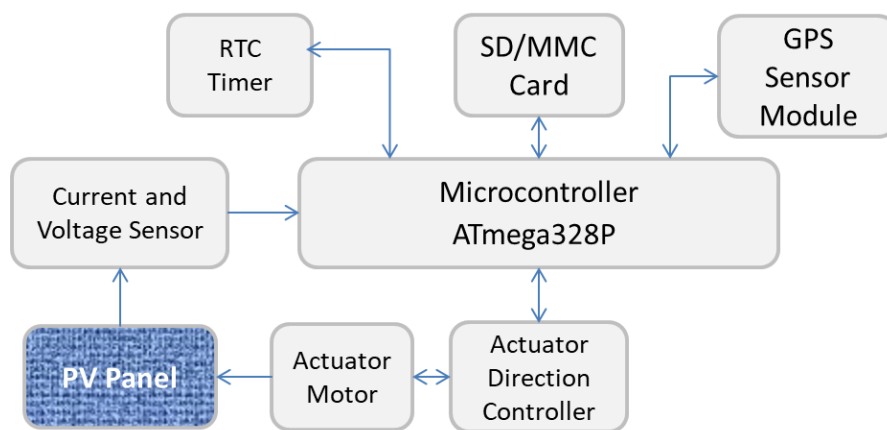 RTC
Timer
SD/MMC
Card
GPS
Sensor
Module
Current and
Voltage Sensor
Microcontroller
ATmega328P
PV Panel
Actuator
Motor
Actuator
Direction
Controller